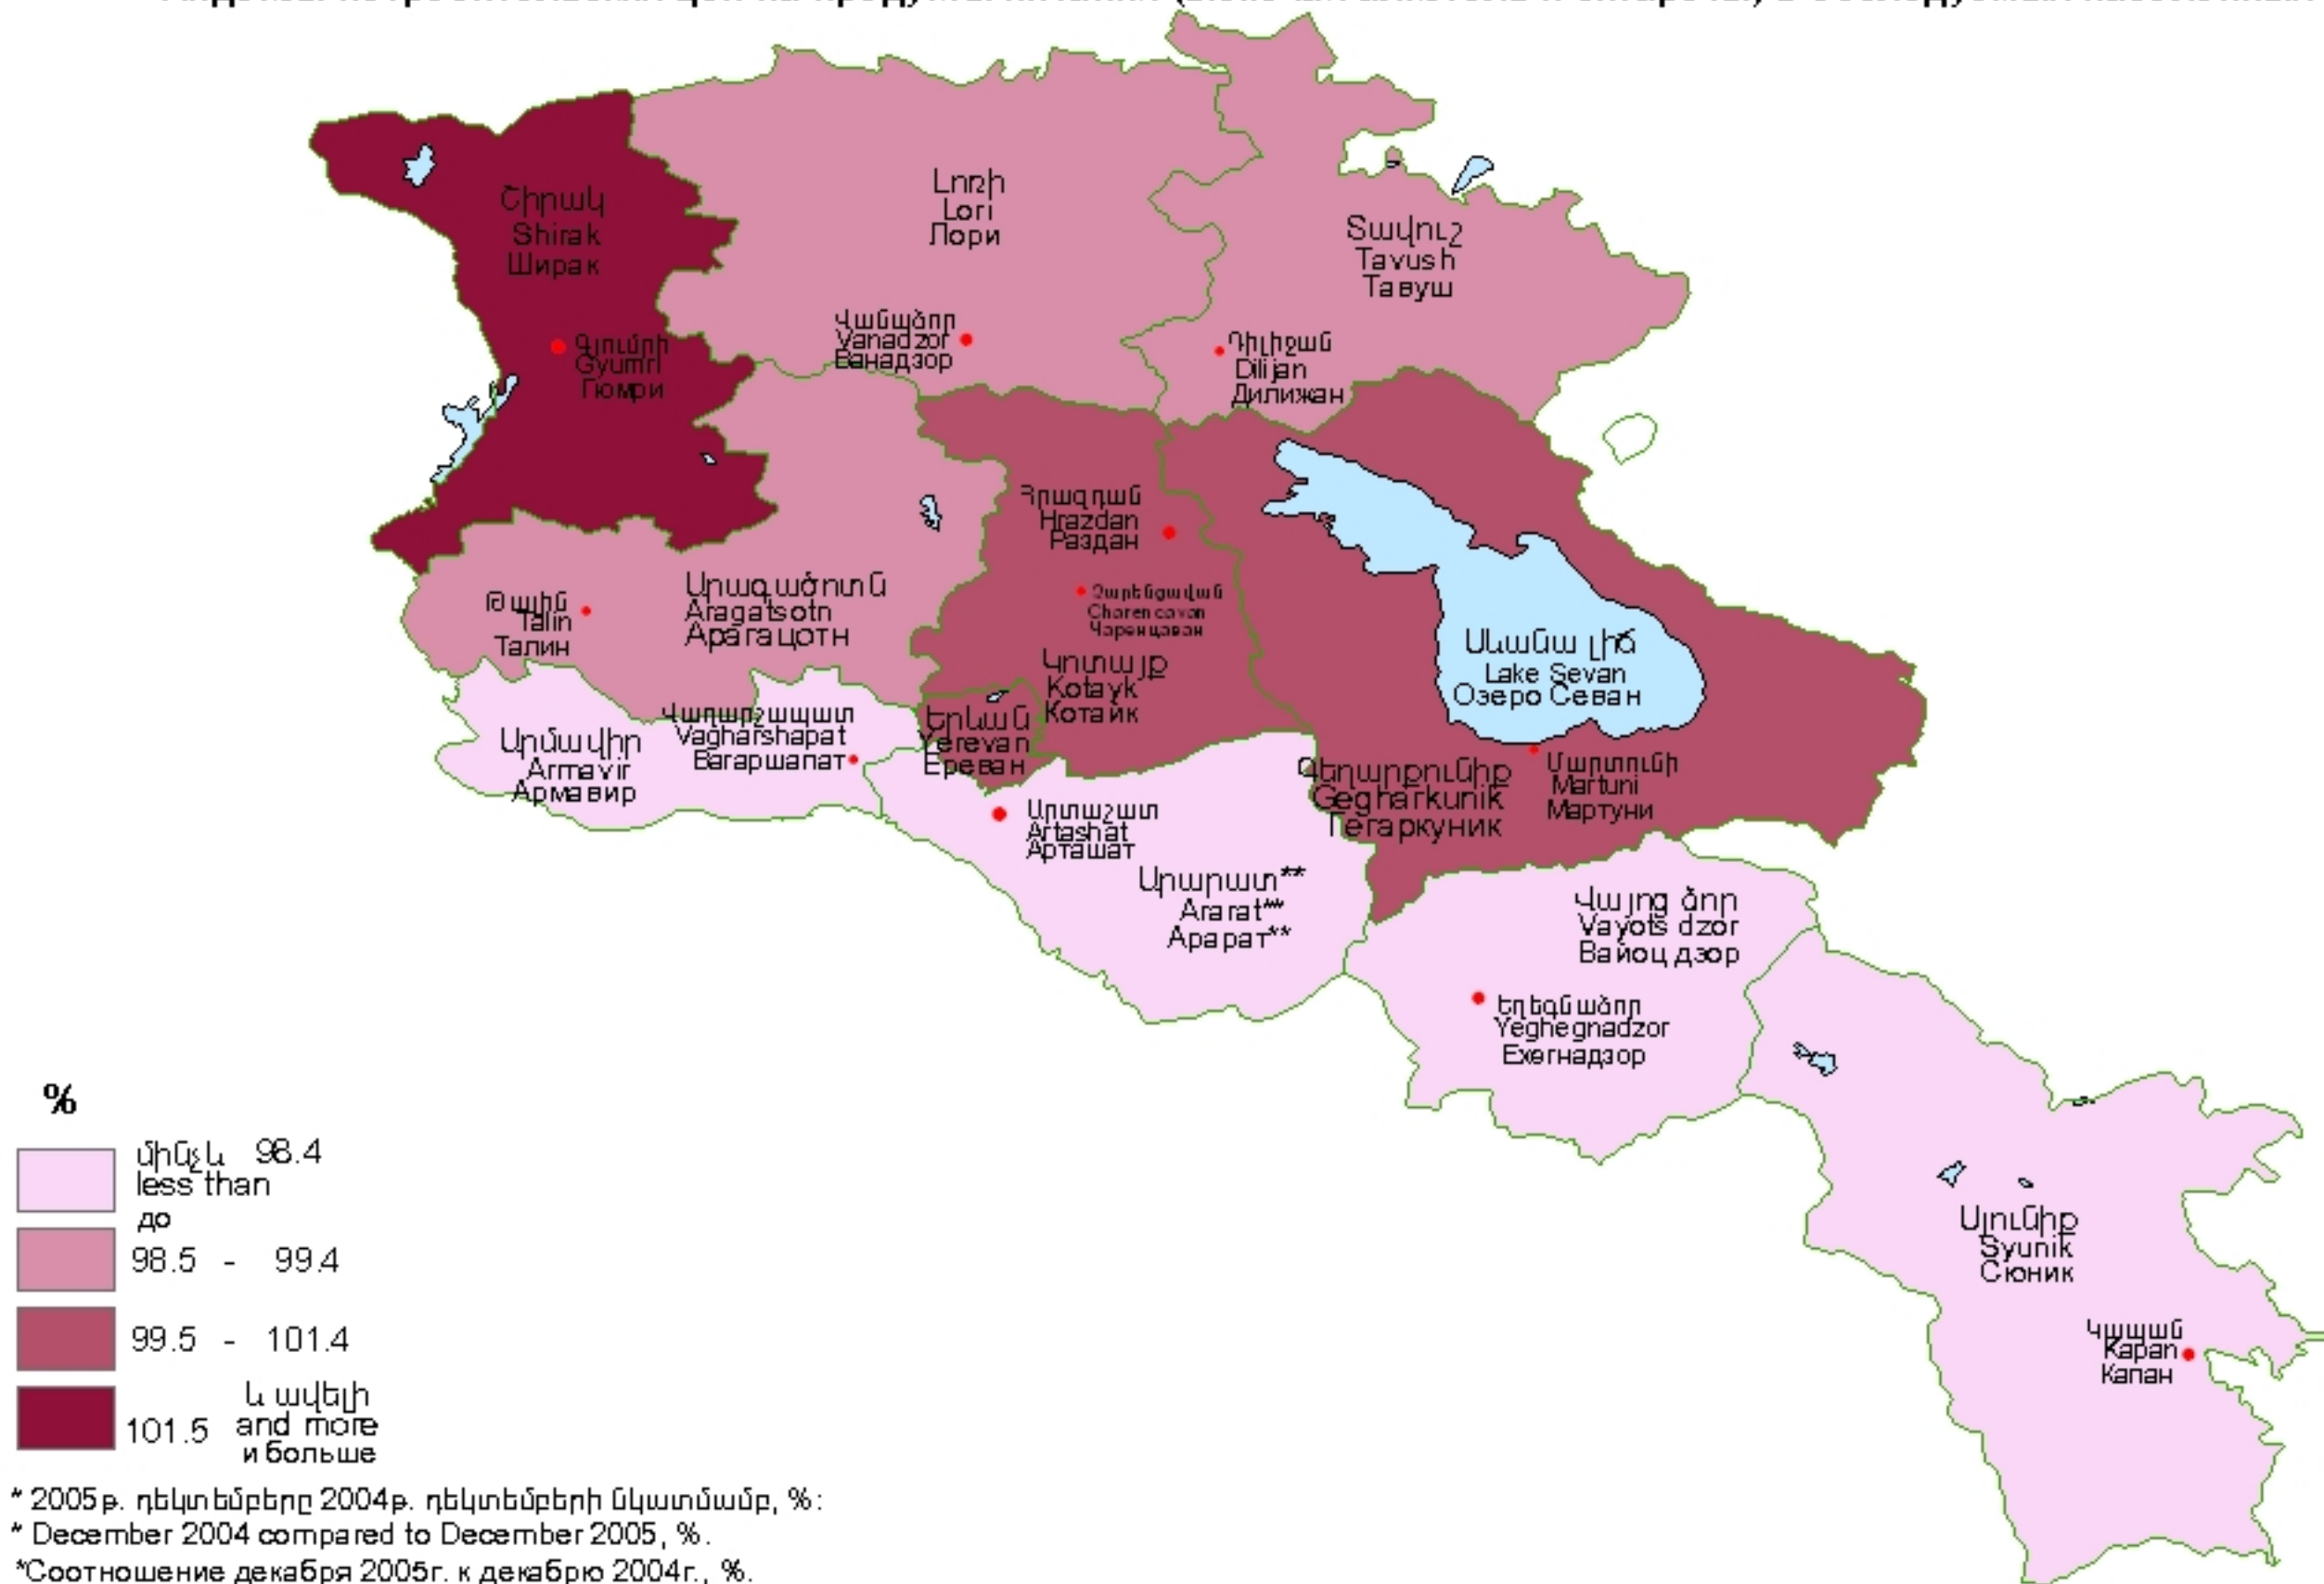 Շիրակ
Shirak
Ширак
Լոռի
Lori
Лори
Տավուշ
Tavush
Тавуш
Գյումրի
Gyumri
Гюмри
Վանաձոր
Vanadzor
Ванадзор
Դիլիջան
Dilijan
Дилижан
Հրազդան
Hrazdan
Раздан
Չարենցավան
Charencavan
Чаренцаван
Թալին
Talin
Талин
Արագածոտն
Aragatsotn
Арагацотн
Կոտայք
Kotayk
Котайк
Սևանա լիճ
Lake Sevan
Озеро Севан
Արմավիր
Armavir
Армавир
Վաղարշապատ
Vagharshapat
Вагаршапат
Երևան
Yerevan
Ереван
Գեղարքունիք
Gegharkunik
Гегаркуник
Մարտունի
Martuni
Мартуни
Արտաշատ
Artashat
Арташат
Արարատ**
Ararat**
Арарат**
Վայոց ձոր
Vayots dzor
Вайоц дзор
Եղեգնաձոր
Yeghegnadzor
Ехегнадзор
Սյունիք
Syunik
Сюник
Կապան
Kapan
Капан
%
մինչև 98.4
less than
до
98.5 - 99.4
99.5 - 101.4
և ավելի
101.5 and more
и больше
* 2005թ. դեկտեմբերը 2004թ. դեկտեմբերի նկատմամբ, %:
* December 2004 compared to December 2005, %.
*Соотношение декабря 2005г. к декабрю 2004г., %.